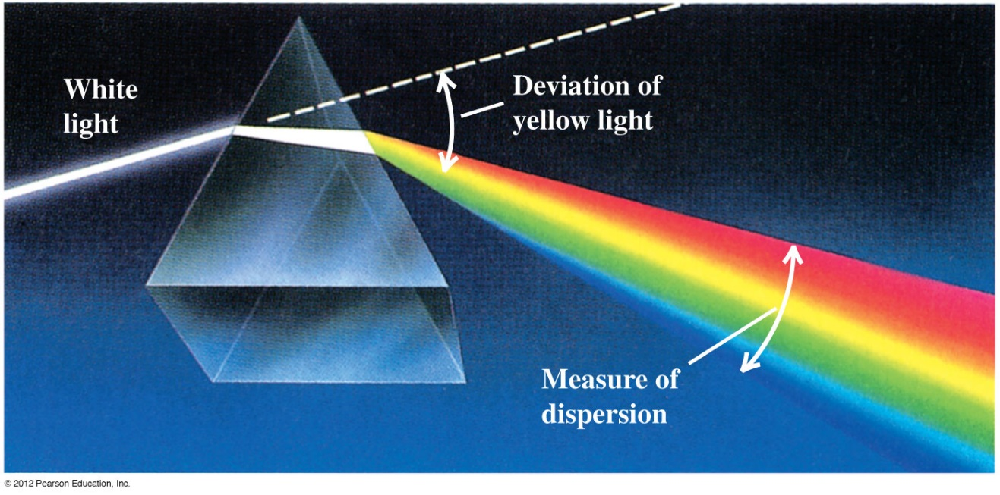 White
light
Deviation of
yellow light
Measure of
dispersion
© 2012 Pearson Education, Inc.